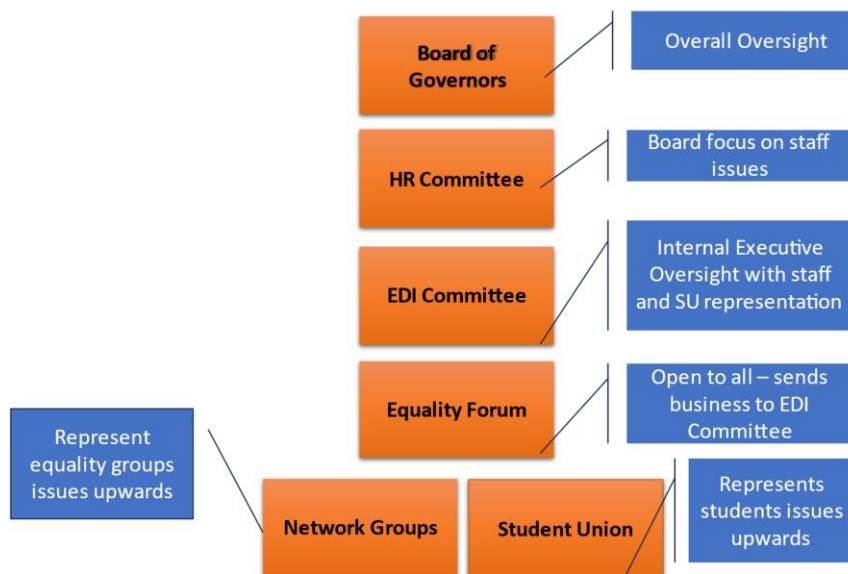 Board of
Governors
Overall Oversight
HR Committee
Board focus on staff
issues
EDI Committee
Internal Executive
Oversight with staff
and SU representation
Equality Forum
Open to all – sends
business to EDI
Committee
Represent
equality groups
issues upwards
Network Groups
Student Union
Represents
students issues
upwards